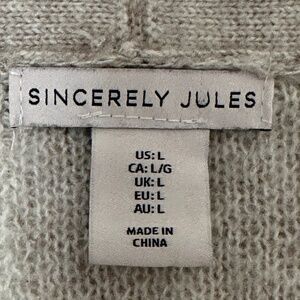 SINCERELY JULES
US: L
CA: L/G
UK: L
EU: L
AU: L
MADE IN
CHINA